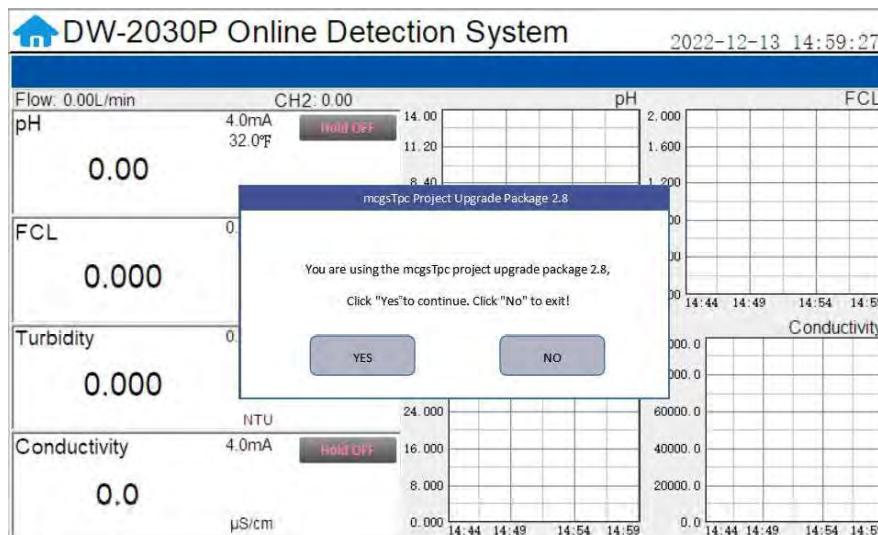 DW-2030P Online Detection System
2022-12-13 14:59:27
Flow: 0.00L/min
CH2: 0.00
pH
FCL
pH
4.0mA
Hold OFF
32.0℉
0.00
14.00
11.20
8.40
2.000
1.600
1.200
mcgsTpc Project Upgrade Package 2.8
You are using the mcgsTpc project upgrade package 2.8,
Click "Yes"to continue. Click "No" to exit!
YES
NO
FCL
0.000
14:44 14:49 14:54
Conductivity
Turbidity
0.000
NTU
24.000
16.000
8.000
0.000
14:44 14:49 14:54 14:59
60000.0
40000.0
20000.0
0.0
14:44 14:49 14:54
Conductivity
4.0mA
Hold OFF
0.0
µS/cm